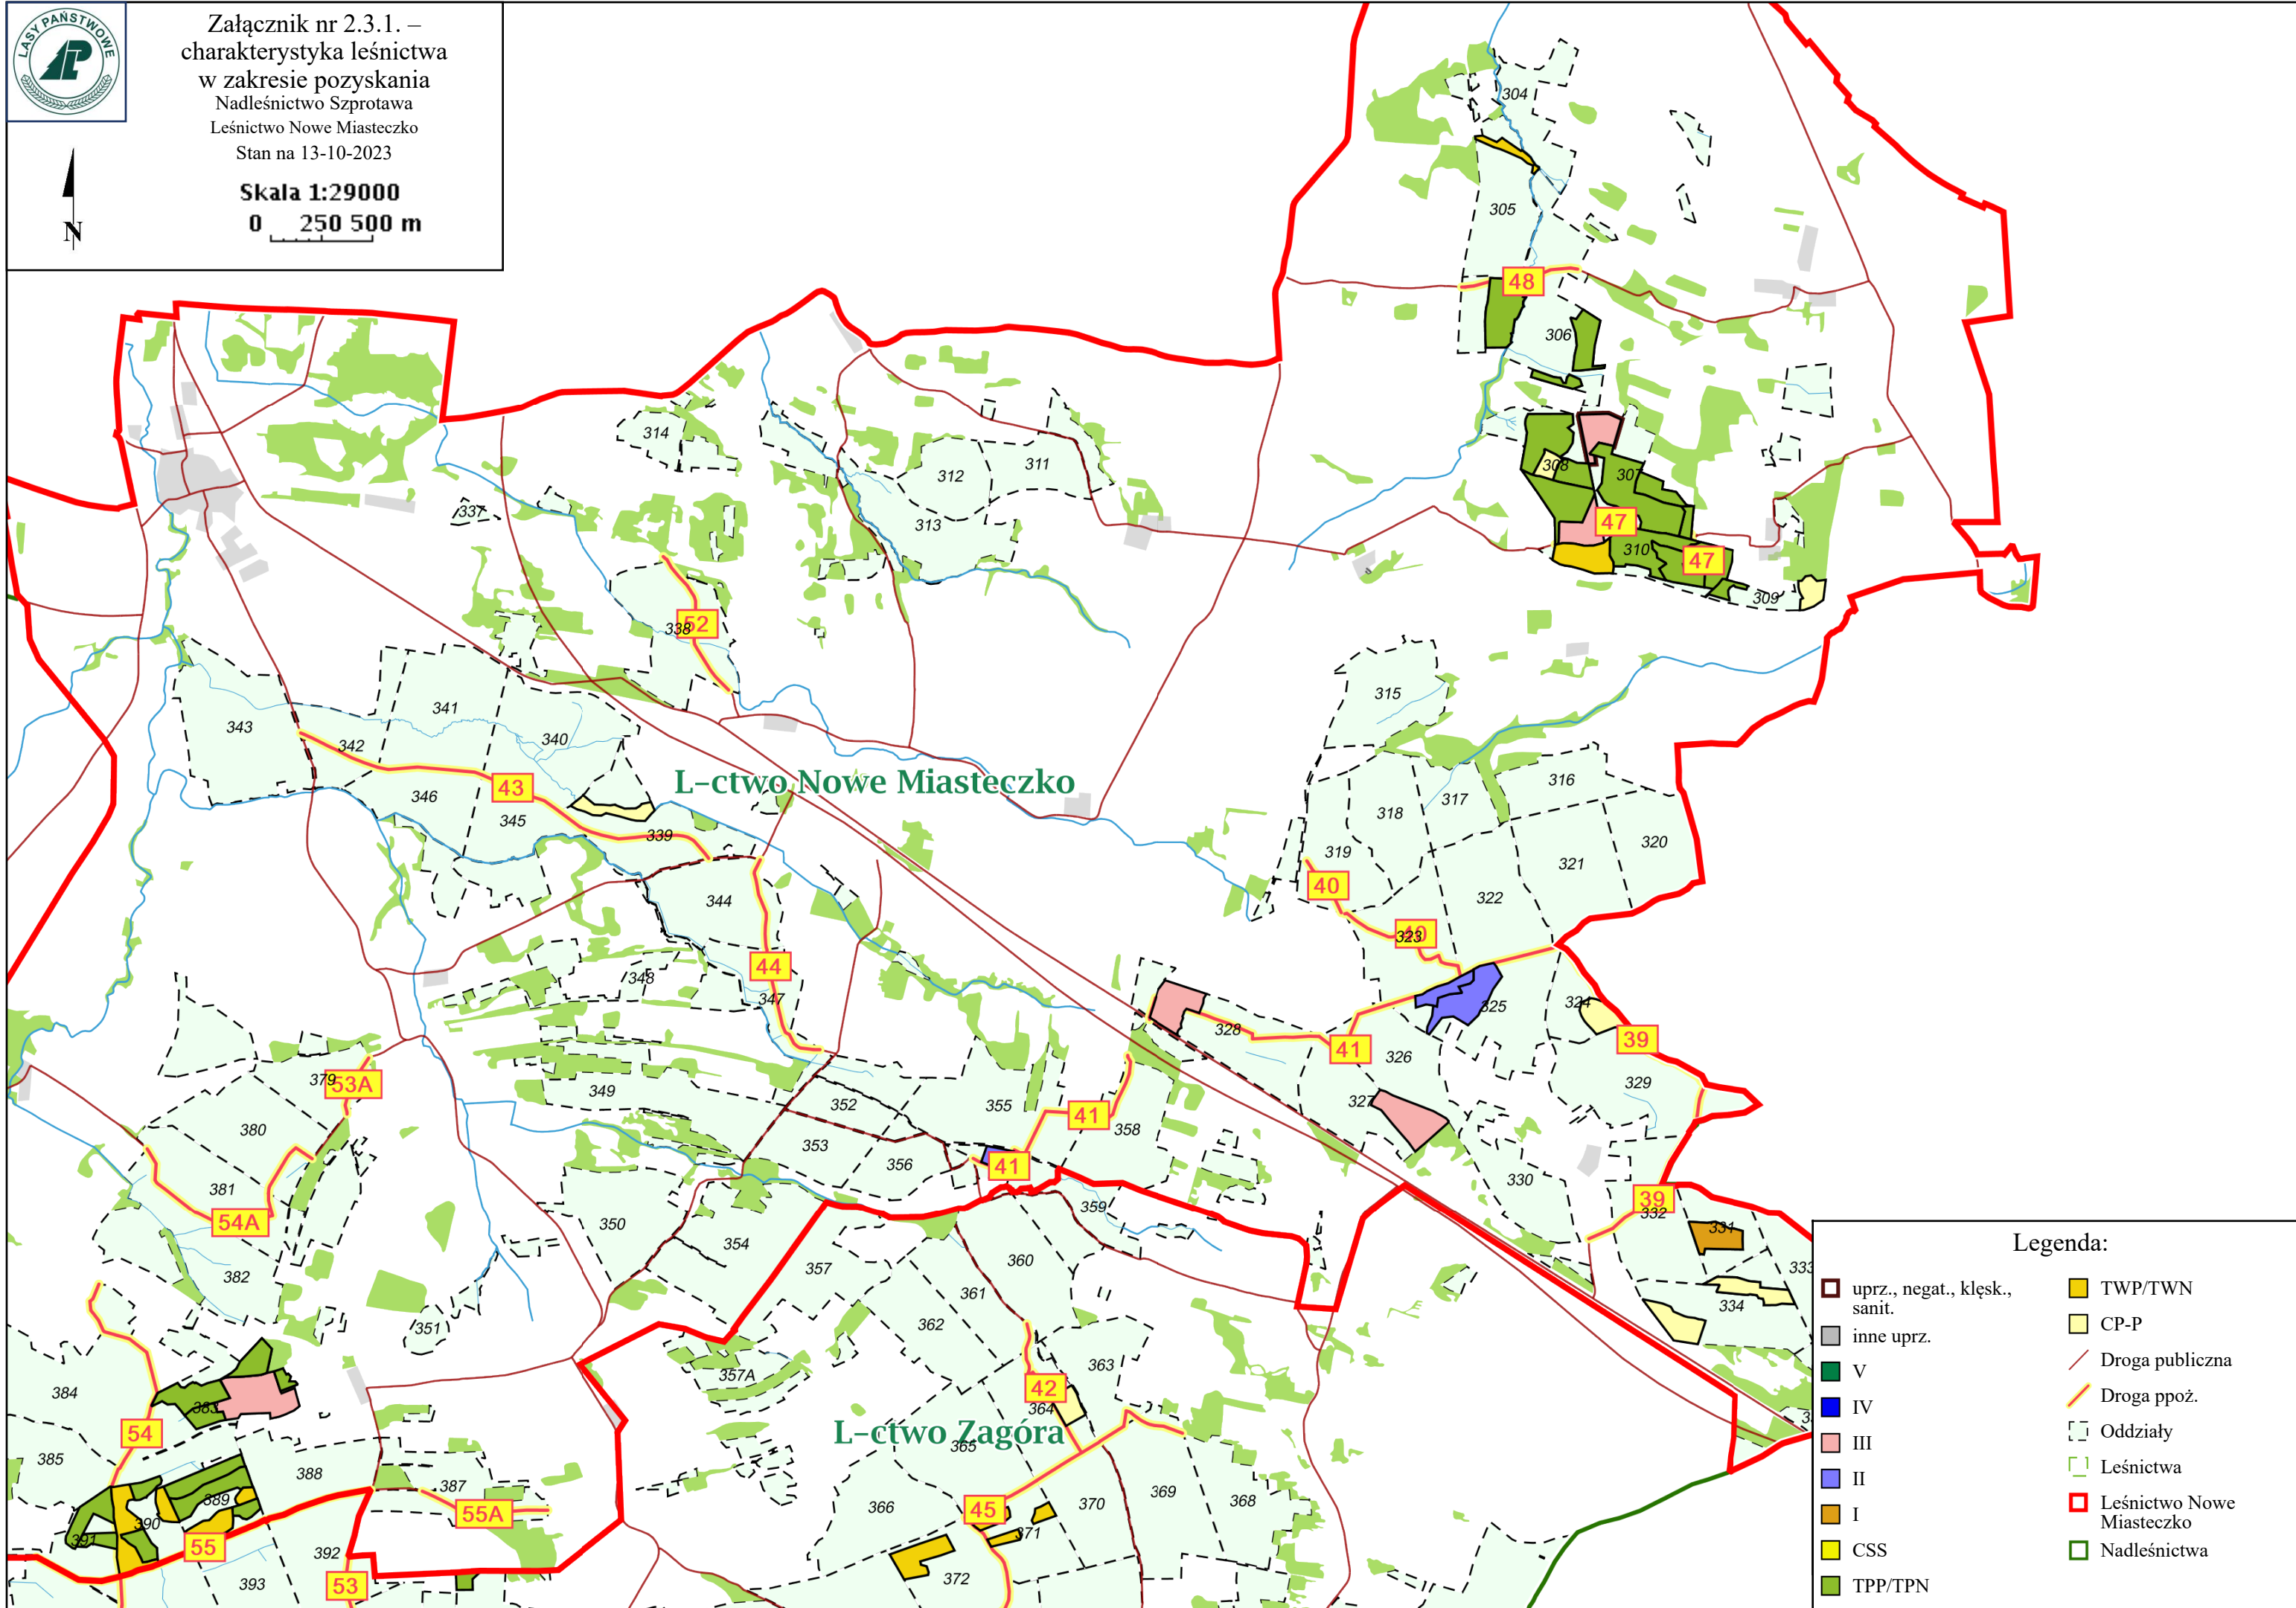 LASY PAŃSTWOWE
Załącznik nr 2.3.1. –
charakterystyka leśnictwa
w zakresie pozyskania
Nadleśnictwo Szprotawa
Leśnictwo Nowe Miasteczko
Stan na 13-10-2023
Skala 1:29000
0 250 500 m
N
304
305
48
306
308
307
47
310
47
309
314
312
311
313
337
52
338
315
343
342
341
340
43
346
345
339
L-ctwo Nowe Miasteczko
316
317
318
319
320
321
322
40
40
323
344
44
347
348
324
325
39
328
41
326
329
327
379
53A
380
349
352
355
41
358
353
356
41
381
54A
382
350
354
357
359
360
361
362
330
39
332
331
333
334
351
384
383
54
357A
363
42
364
L-ctwo Zagóra
365
385
388
387
389
390
391
55A
55
366
45
370
369
368
371
372
392
393
53
Legenda:
uprz., negat., klęsk.,
sanit.
inne uprz.
V
IV
III
II
I
CSS
TPP/TPN
TWP/TWN
CP-P
Droga publiczna
Droga ppoż.
Oddziały
Leśnictwa
Leśnictwo Nowe
Miasteczko
Nadleśnictwa